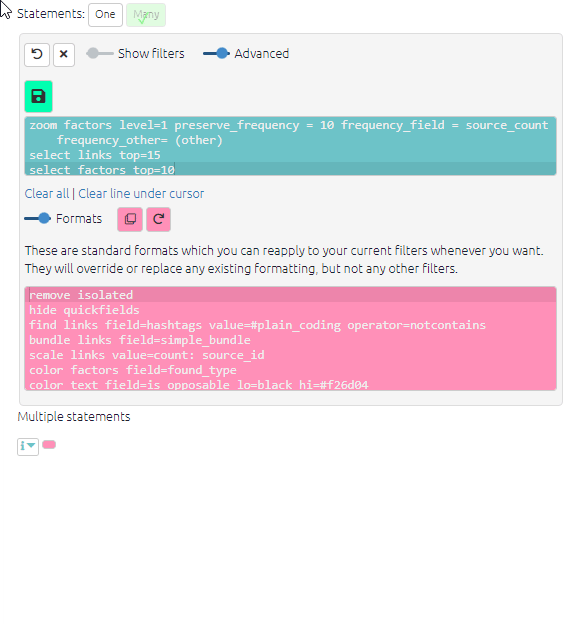 Statements: One Many
Show filters Advanced
zoom factors level=1 preserve_frequency = 10 frequency_field = source_count
frequency_other= (other)
select links top=15
select factors top=10
Clear all | Clear line under cursor
Formats
These are standard formats which you can reapply to your current filters whenever you want.
They will override or replace any existing formatting, but not any other filters.
remove isolated
hide quickfields
find links field=hashtags value=#plain_coding operator=notcontains
bundle links field=simple_bundle
scale links value=count: source_id
color factors field=found_type
color text field=is_opposable lo=black hi=#f26d04
Multiple statements
i